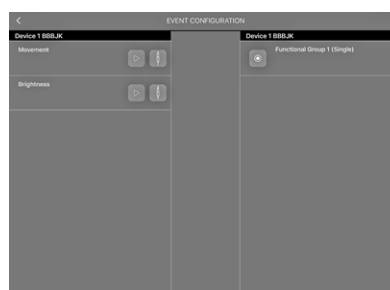 EVENT CONFIGURATION
Device 1 BBBJK
Movement
Brightness
Device 1 BBBJK
Functional Group 1 (Single)